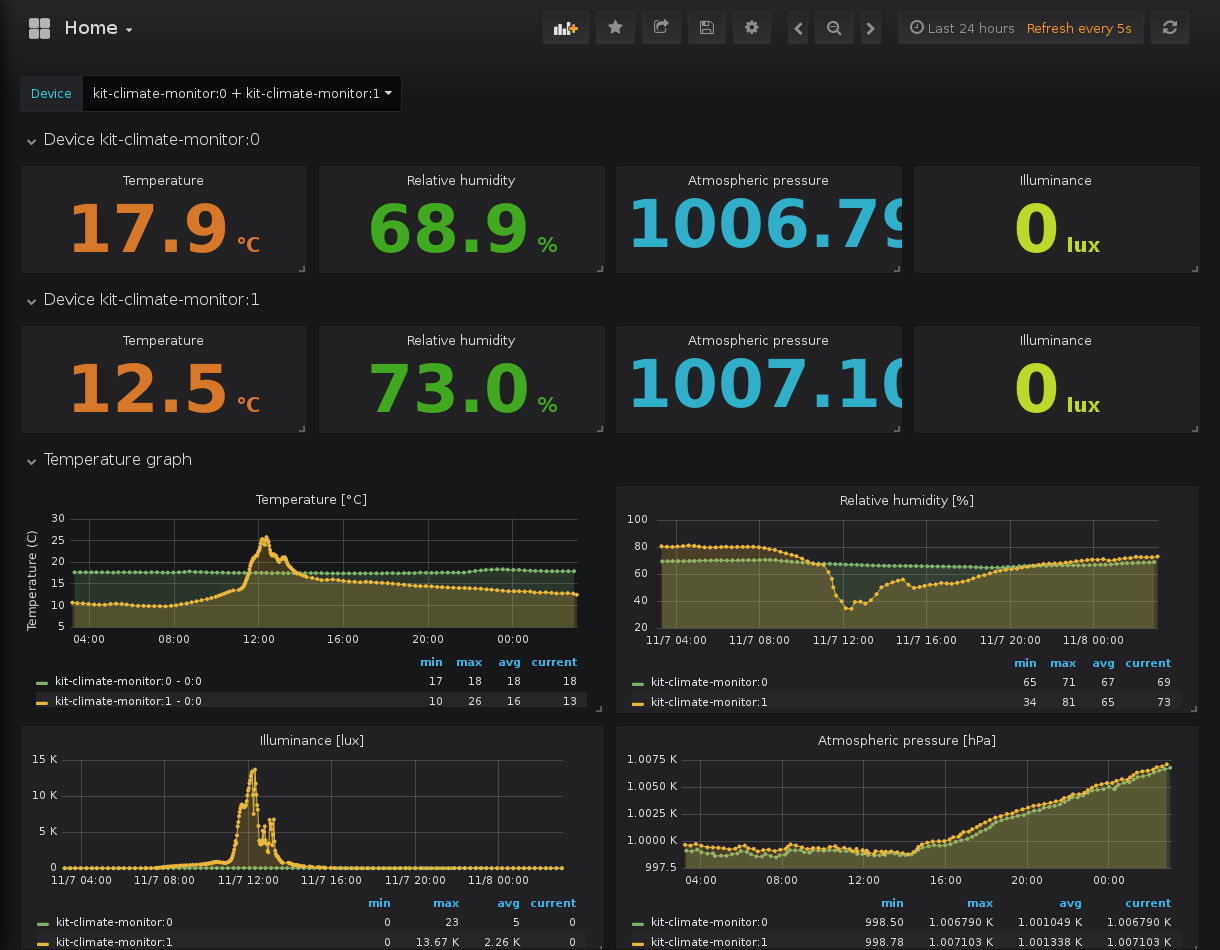 Home
Last 24 hours Refresh every 5s
Device kit-climate-monitor:0 + kit-climate-monitor:1
Device kit-climate-monitor:0
Temperature Relative humidity Atmospheric pressure Illuminance
17.9 °C 68.9 % 1006.79 0 lux
Device kit-climate-monitor:1
Temperature Relative humidity Atmospheric pressure Illuminance
12.5 °C 73.0 % 1007.10 0 lux
Temperature graph
Temperature [°C]
Temperature (C)
30
25
20
15
10
5
04:00 08:00 12:00 16:00 20:00 00:00
min max avg current
kit-climate-monitor:0 - 0:0 17 18 18 18
kit-climate-monitor:1 - 0:0 10 26 16 13
Relative humidity [%]
100
80
60
40
20
11/7 04:00 11/7 08:00 11/7 12:00 11/7 16:00 11/7 20:00 11/8 00:00
min max avg current
kit-climate-monitor:0 65 71 67 69
kit-climate-monitor:1 34 81 65 73
Illuminance [lux]
15 K
10 K
5 K
0
11/7 04:00 11/7 08:00 11/7 12:00 11/7 16:00 11/7 20:00 11/8 00:00
min max avg current
kit-climate-monitor:0 0 23 5 0
kit-climate-monitor:1 0 13.67 K 2.26 K 0
Atmospheric pressure [hPa]
1.0075 K
1.0050 K
1.0025 K
1.0000 K
997.5
04:00 08:00 12:00 16:00 20:00 00:00
min max avg current
kit-climate-monitor:0 998.50 1.006790 K 1.001049 K 1.006790 K
kit-climate-monitor:1 998.78 1.007103 K 1.001338 K 1.007103 K